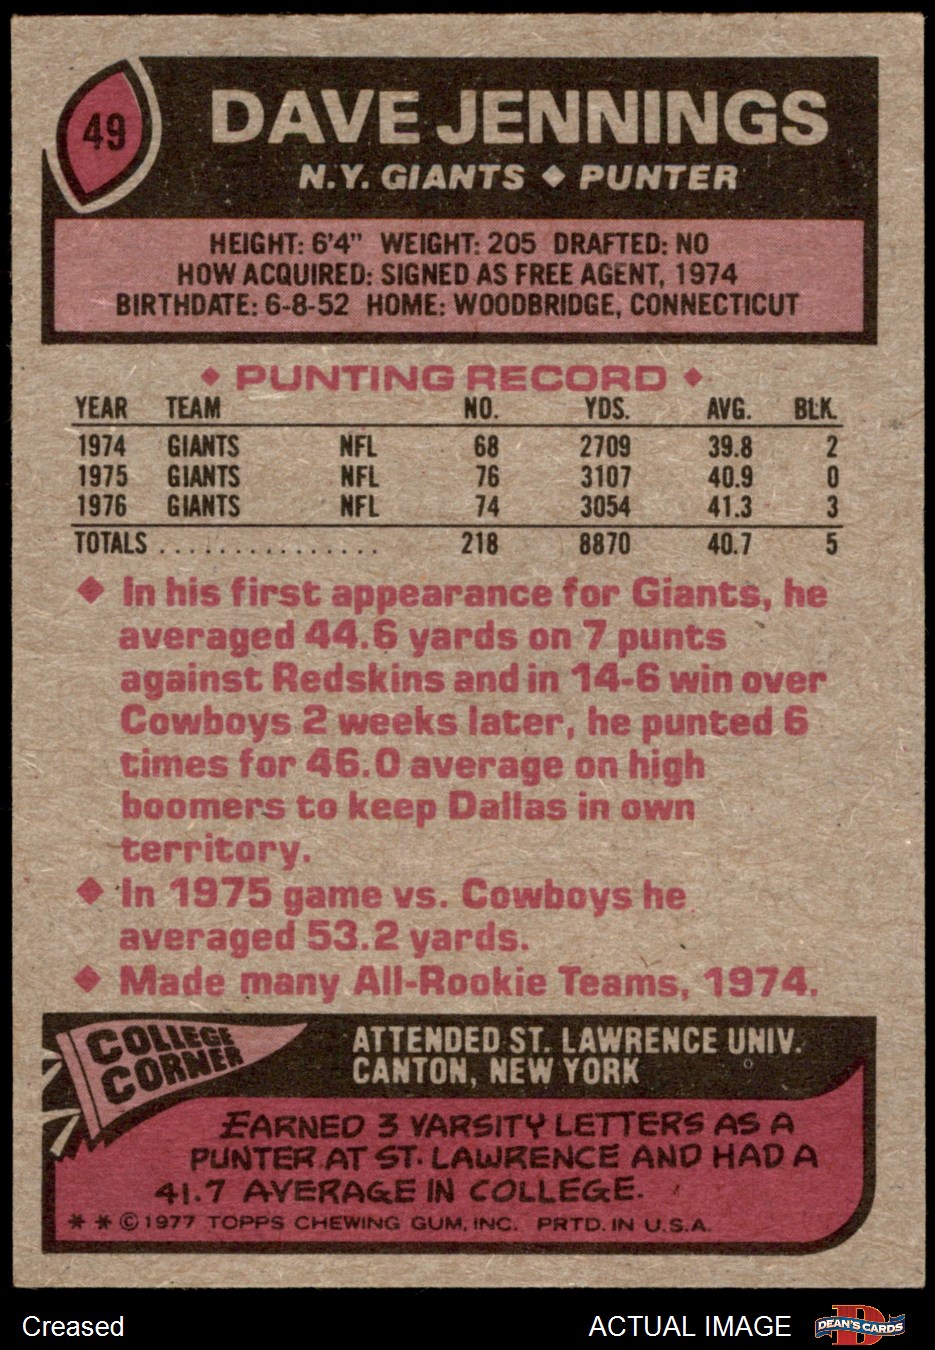 49
DAVE JENNINGS
N.Y. GIANTS ♦ PUNTER
HEIGHT: 6'4" WEIGHT: 205 DRAFTED: NO
HOW ACQUIRED: SIGNED AS FREE AGENT, 1974
BIRTHDATE: 6-8-52 HOME: WOODBRIDGE, CONNECTICUT
♦ PUNTING RECORD ♦
YEAR TEAM NO. YDS. AVG. BLK.
1974 GIANTS NFL 68 2709 39.8 2
1975 GIANTS NFL 76 3107 40.9 0
1976 GIANTS NFL 74 3054 41.3 3
TOTALS ............... 218 8870 40.7 5
♦ In his first appearance for Giants, he
averaged 44.6 yards on 7 punts
against Redskins and in 14-6 win over
Cowboys 2 weeks later, he punted 6
times for 46.0 average on high
boomers to keep Dallas in own
territory.
♦ In 1975 game vs. Cowboys he
averaged 53.2 yards.
♦ Made many All-Rookie Teams, 1974.
COLLEGE
CORNER
ATTENDED ST. LAWRENCE UNIV.
CANTON, NEW YORK
EARNED 3 VARSITY LETTERS AS A
PUNTER AT ST. LAWRENCE AND HAD A
41.7 AVERAGE IN COLLEGE.
* * © 1977 TOPPS CHEWING GUM, INC. PRTD. IN U.S.A.
Creased
ACTUAL IMAGE
D
DEAN'S CARDS